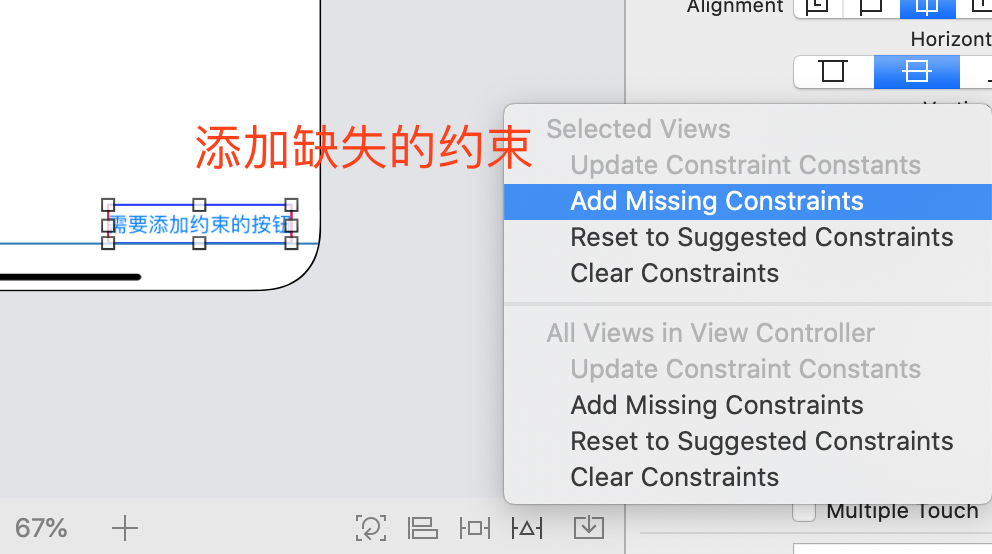 Alignment
Horizont
添加缺失的约束
Selected Views
Update Constraint Constants
Add Missing Constraints
Reset to Suggested Constraints
Clear Constraints
All Views in View Controller
Update Constraint Constants
Add Missing Constraints
Reset to Suggested Constraints
Clear Constraints
需要添加约束的按钮
67%
Multiple Touch